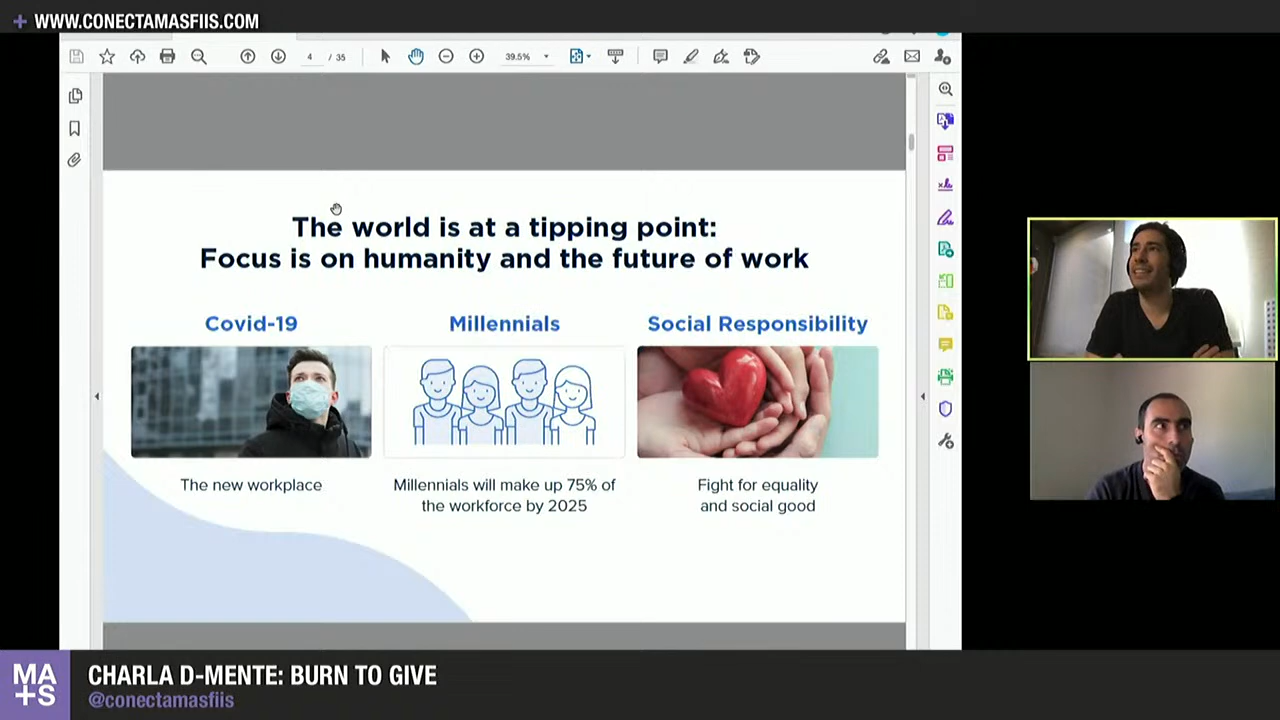 + WWW.CONECTAMASFIIS.COM
4 / 35
39.5%
The world is at a tipping point:
Focus is on humanity and the future of work
Covid-19
Millennials
Social Responsibility
The new workplace
Millennials will make up 75% of
the workforce by 2025
Fight for equality
and social good
MA
+S
CHARLA D-MENTE: BURN TO GIVE
@conectamasfiis